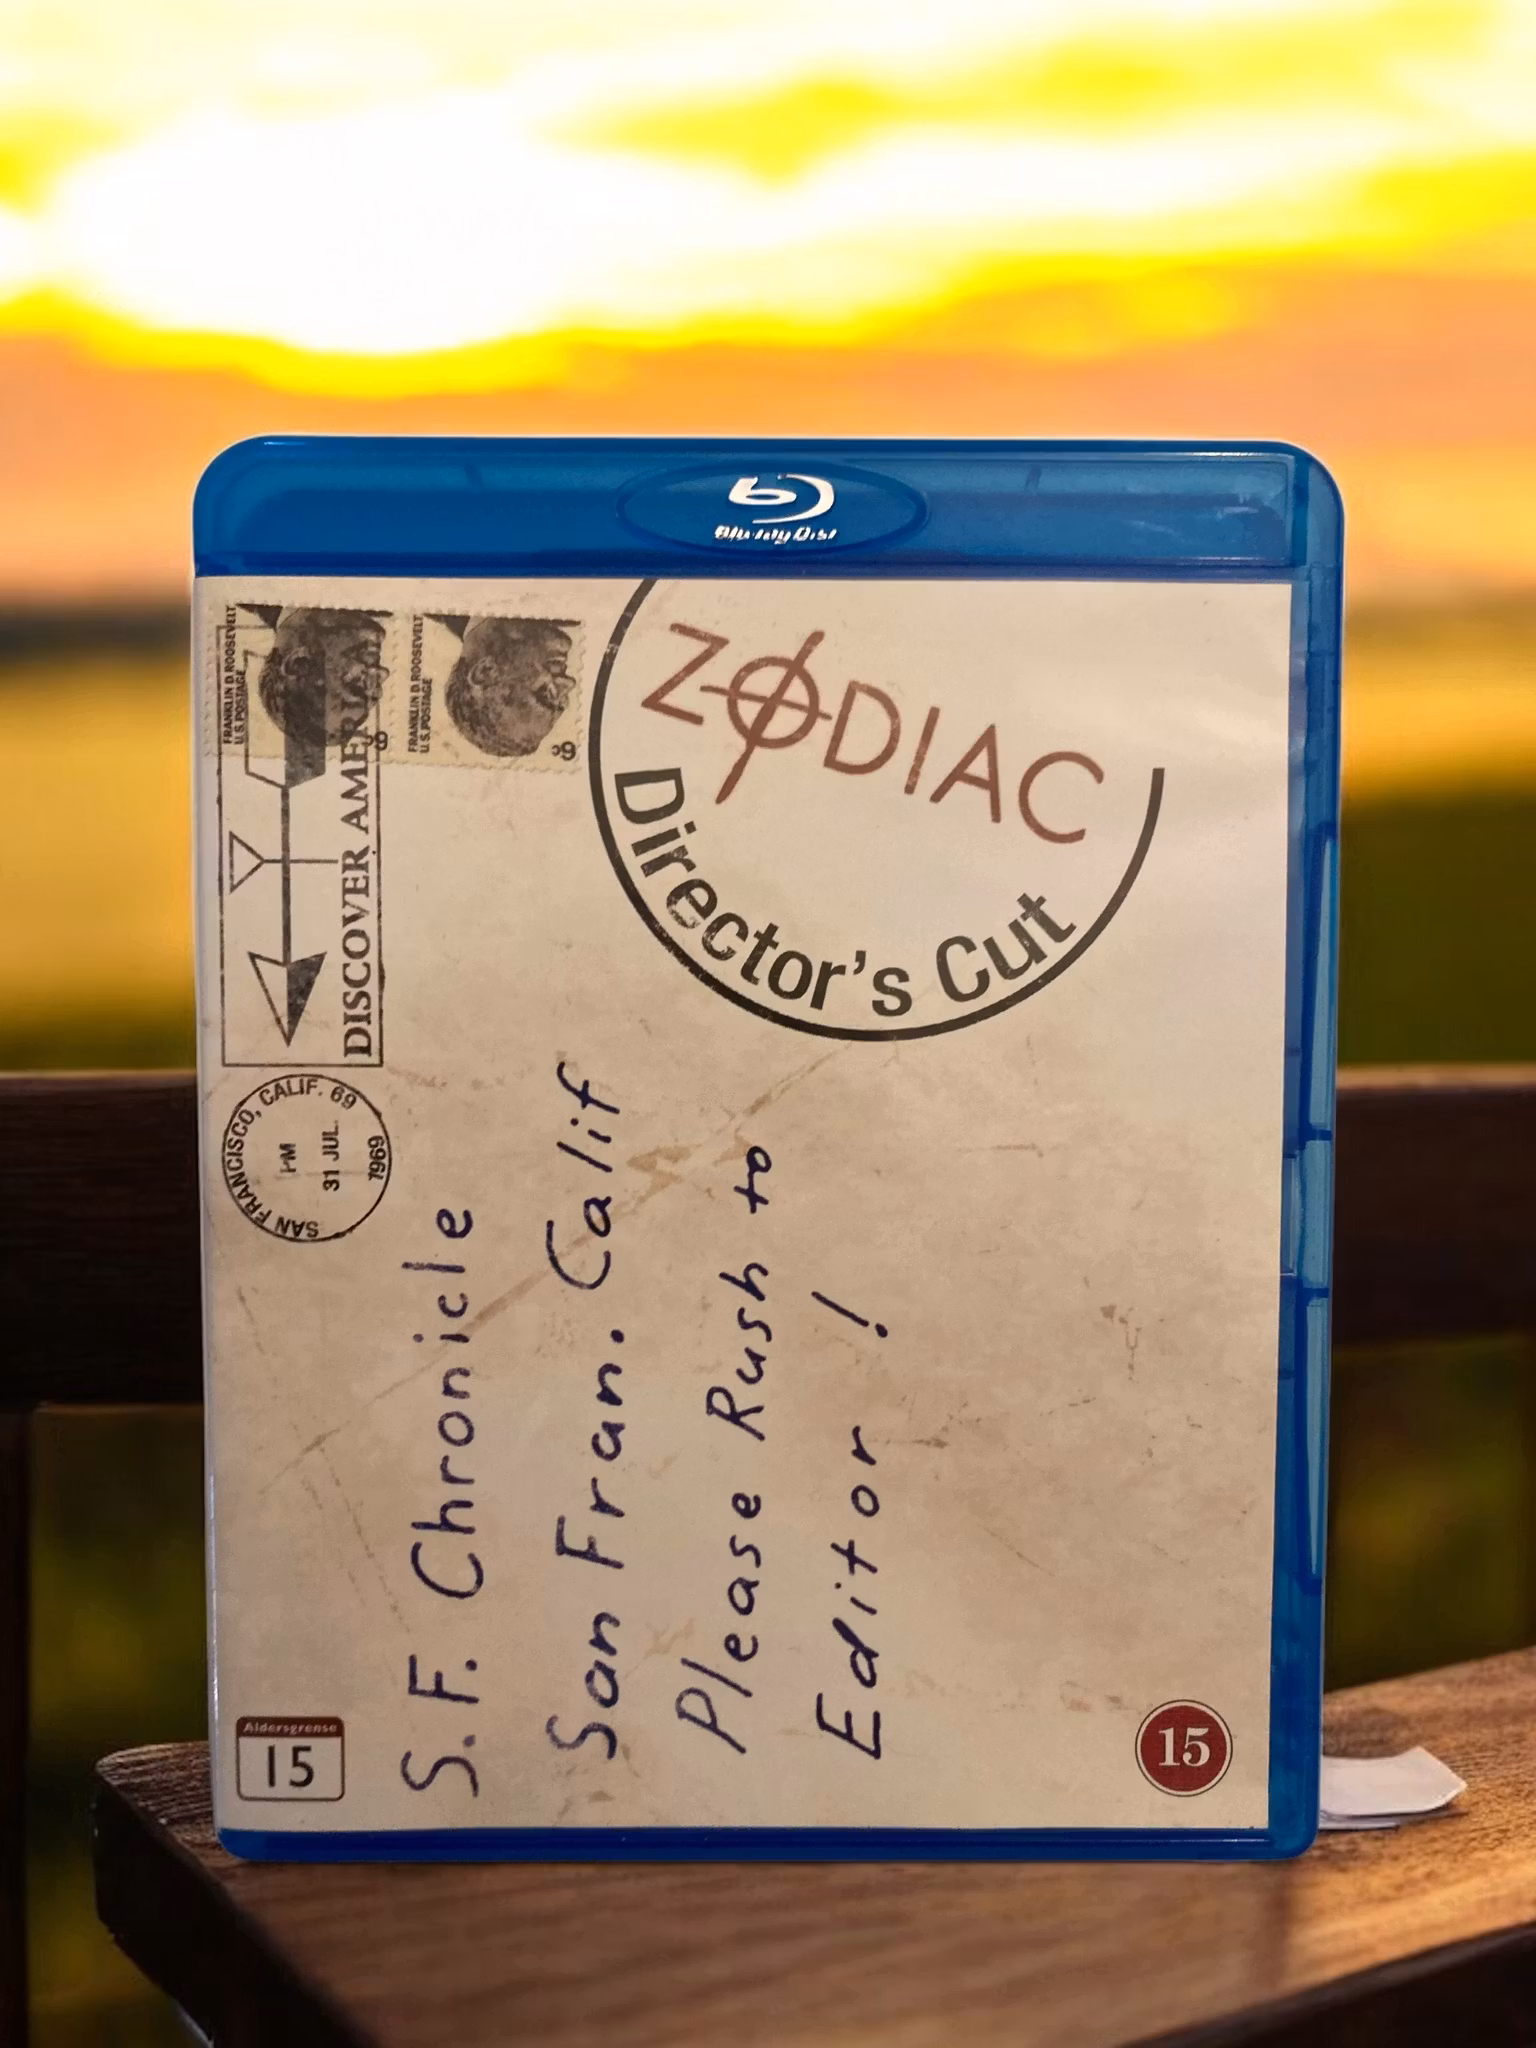 Blu-ray Disc
FRANKLIN D. ROOSEVELT
U.S. POSTAGE
6¢
FRANKLIN D. ROOSEVELT
U.S. POSTAGE
6¢
DISCOVER AMERICA
SAN FRANCISCO, CALIF. 69
PM
31 JUL.
1969
ZODIAC
Director's Cut
S.F. Chronicle
San Fran. Calif
Please Rush to
Editor !
Aldersgrense
15
15